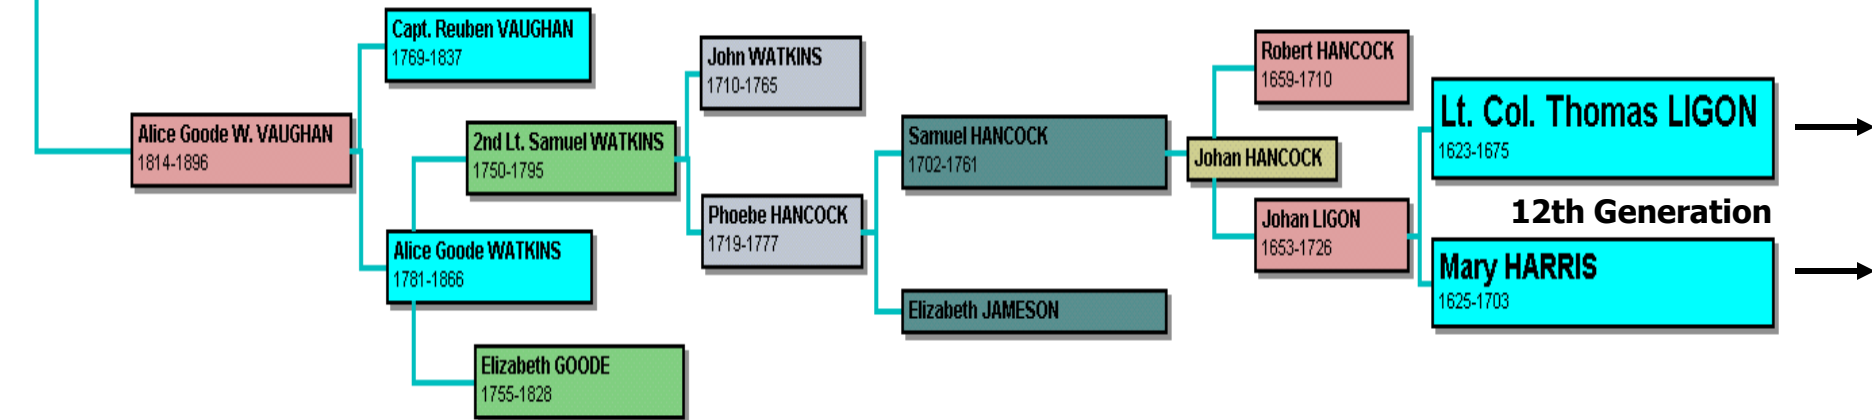 Capt. Reuben VAUGHAN
1769-1837
Alice Goode W. VAUGHAN
1814-1896
2nd Lt. Samuel WATKINS
1750-1795
Alice Goode WATKINS
1781-1866
Elizabeth GOODE
1755-1828
John WATKINS
1710-1765
Phoebe HANCOCK
1719-1777
Samuel HANCOCK
1702-1761
Elizabeth JAMESON
Robert HANCOCK
1659-1710
Johan HANCOCK
Johan LIGON
1653-1726
Lt. Col. Thomas LIGON
1623-1675
12th Generation
Mary HARRIS
1625-1703